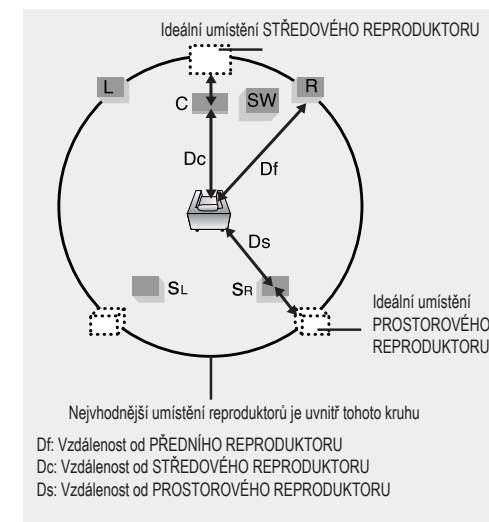 Ideální umístění STŘEDOVÉHO REPRODUKTORU
L
R
C
SW
Dc
Df
Ds
SL
SR
Ideální umístění
PROSTOROVÉHO
REPRODUKTORU
Nejvhodnější umístění reproduktorů je uvnitř tohoto kruhu
Df: Vzdálenost od PŘEDNÍHO REPRODUKTORU
Dc: Vzdálenost od STŘEDOVÉHO REPRODUKTORU
Ds: Vzdálenost od PROSTOROVÉHO REPRODUKTORU